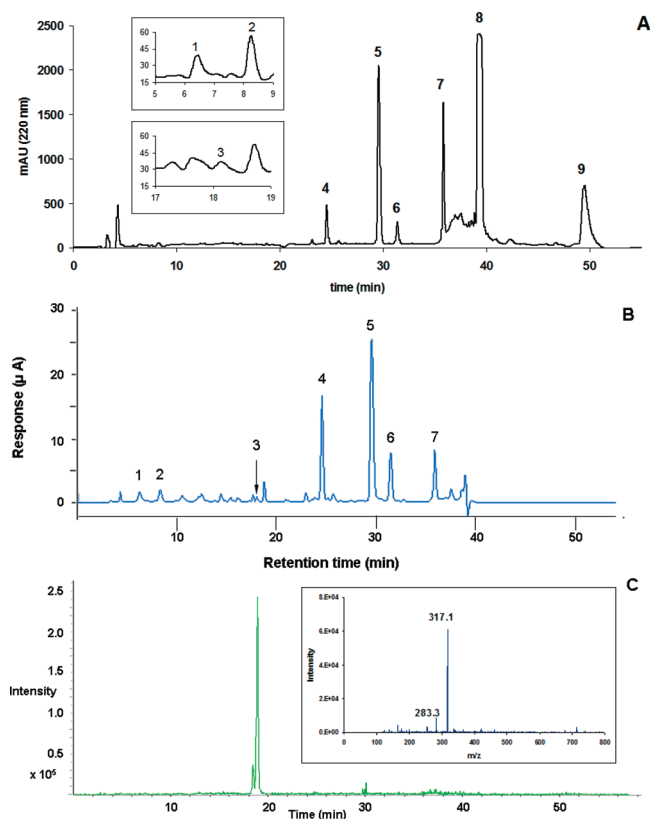 A
2500
2000
1500
1000
500
0
mAU (220 nm)
60
45
30
15
5 6 7 8 9
1
2
60
45
30
15
17 18 19
3
4
5
6
7
8
9
0 10 20 30 40 50
time (min)
B
30
20
10
0
Response (µ A)
1
2
3
4
5
6
7
10 20 30 40 50
Retention time (min)
C
2.5
2.0
1.5
1.0
0.5
Intensity
x 10⁵
8.E+04
6.E+04
4.E+04
2.E+04
0.E+00
Intensity
317.1
283.3
0 100 200 300 400 500 600 700 800
m/z
10 20 30 40 50
Time (min)